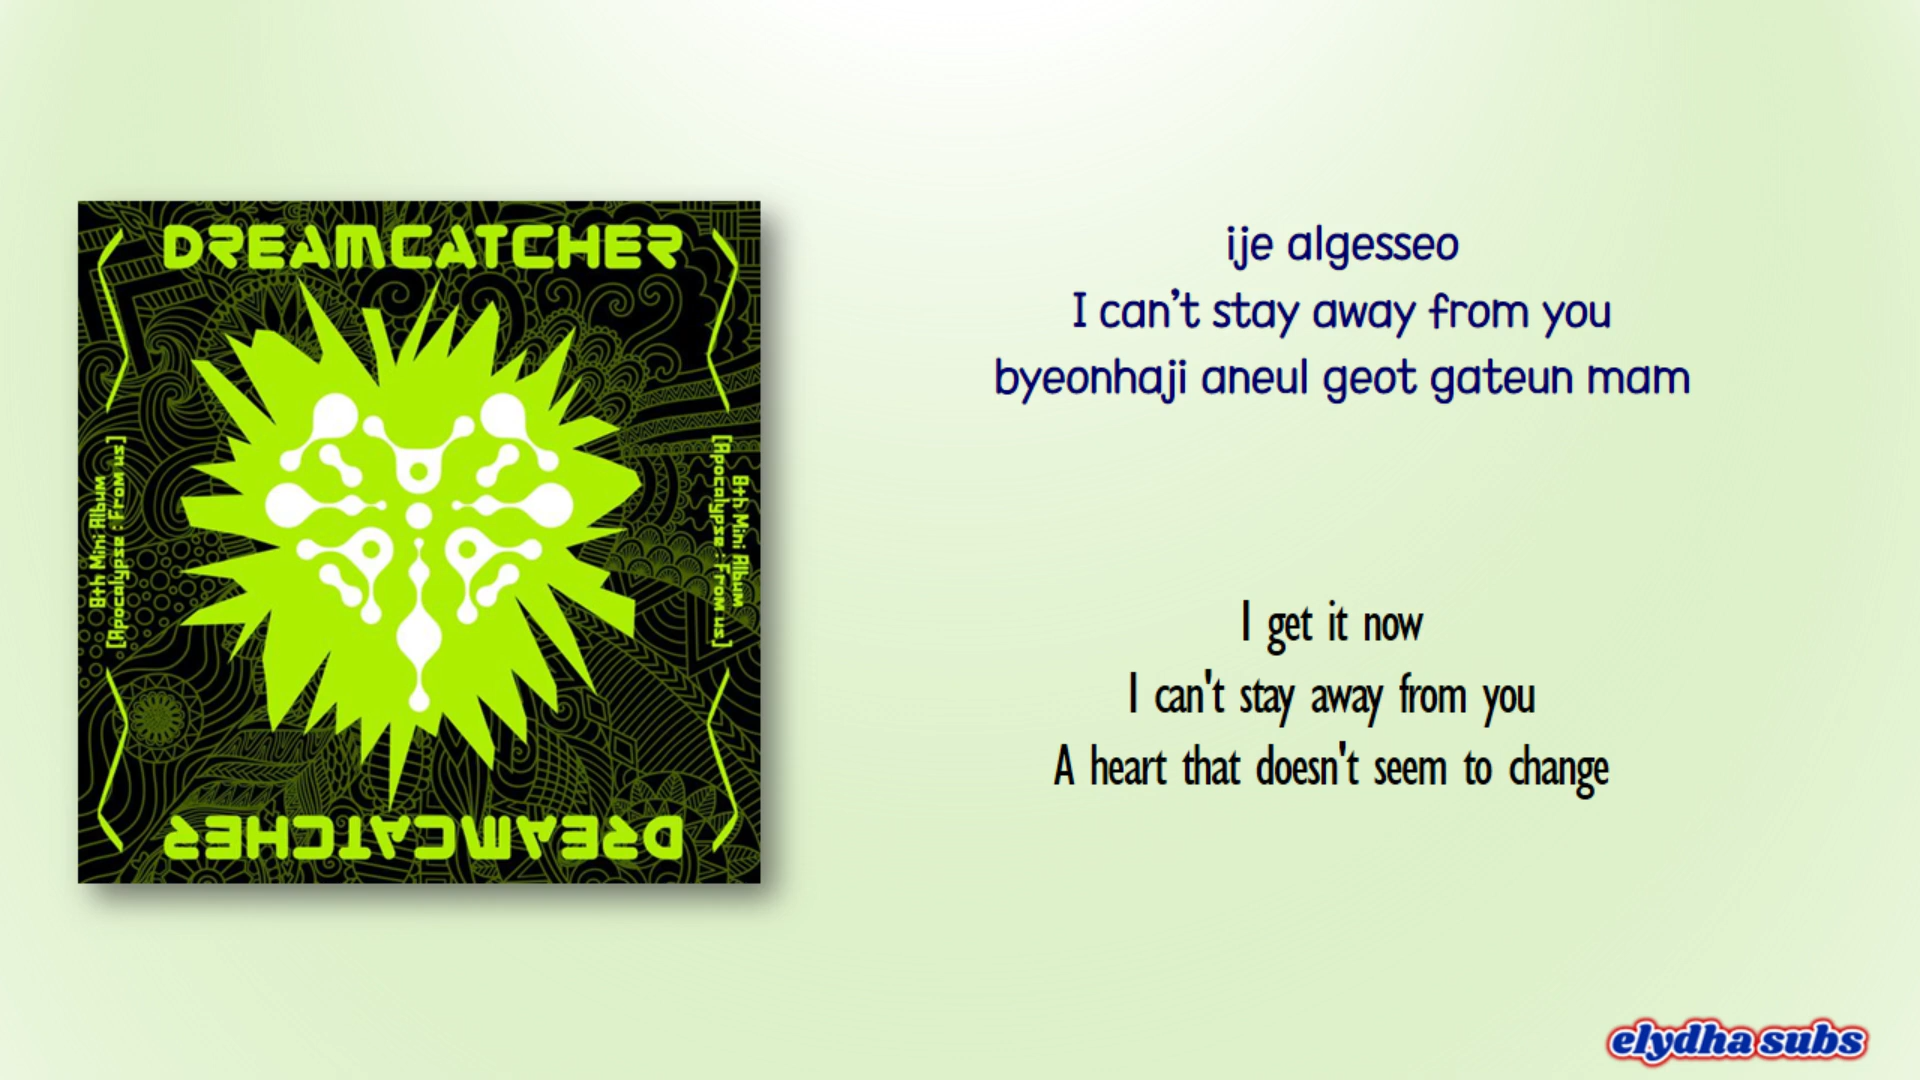 DREAMCATCHER
8th Mini Album
[Apocalypse : From us]
8th Mini Album
[Apocalypse : From us]
DREAMCATCHER
ije algesseo
I can’t stay away from you
byeonhaji aneul geot gateun mam
I get it now
I can't stay away from you
A heart that doesn't seem to change
elydha subs